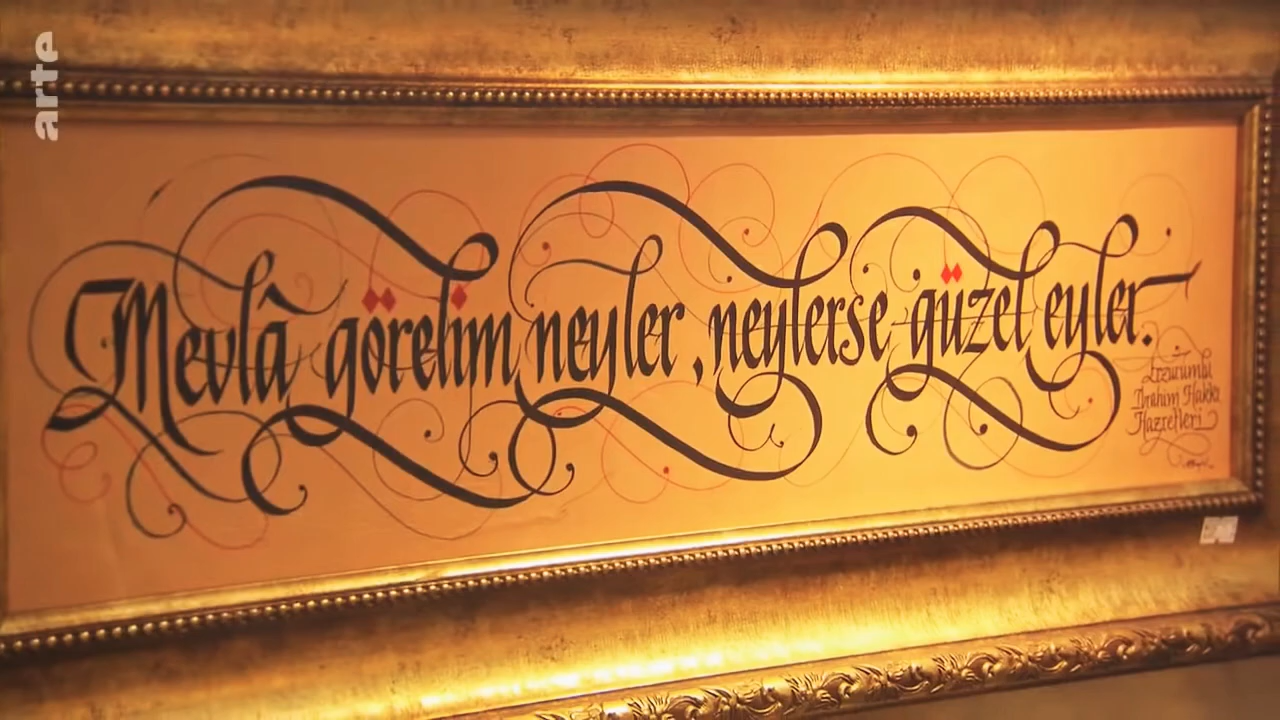 arte
Mevlâ görelim neyler, neylerse güzel eyler.
Erzurumlu
İbrahim Hakkı
Hazretleri